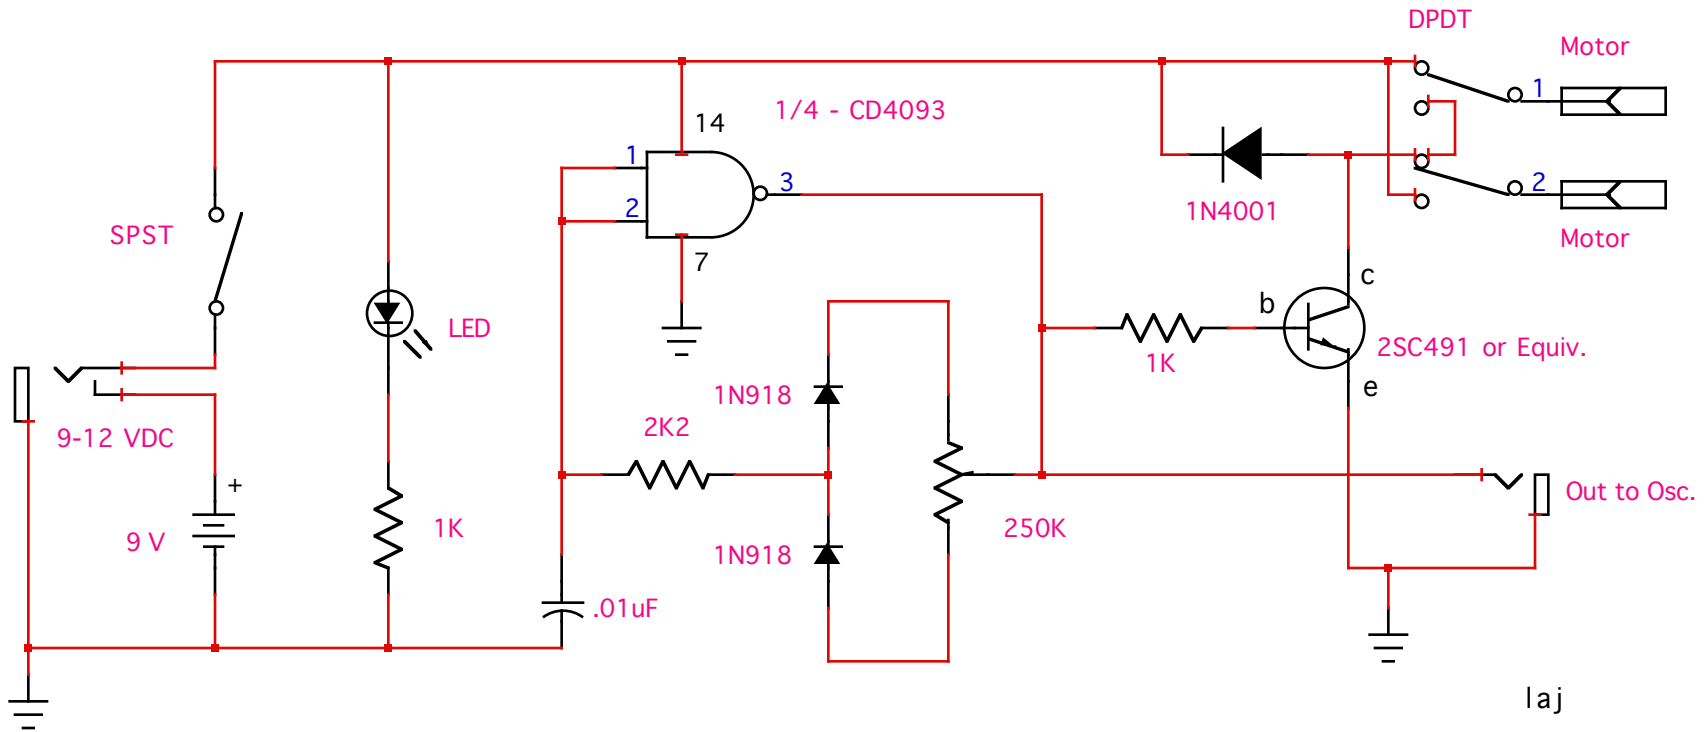 DPDT
Motor
1/4 - CD4093
14
1
1
3
2
2
1N4001
SPST
Motor
7
c
b
LED
2SC491 or Equiv.
1K
e
1N918
2K2
9-12 VDC
+
Out to Osc.
9 V
1K
250K
1N918
.01uF
laj